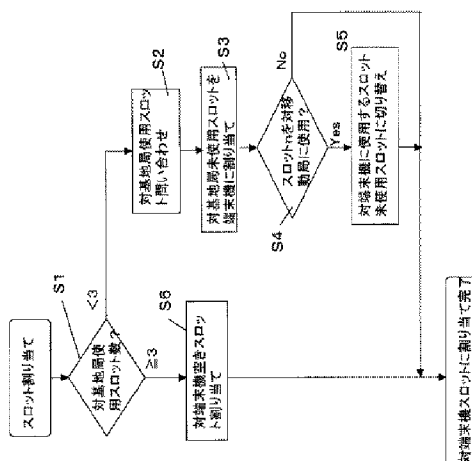 スロット割り当て
S1
対基地局使
用スロット数?
<3
≧3
S2
対基地局使用スロッ
ト問い合わせ
S3
対基地局未使用スロットを
端末機に割り当て
S4
スロットnを対移
動局に使用?
No
Yes
S5
対端末機に使用するスロット
未使用スロットに切り替え
S6
対端末機空きスロッ
ト割り当て
対端末機スロットに割り当て完了